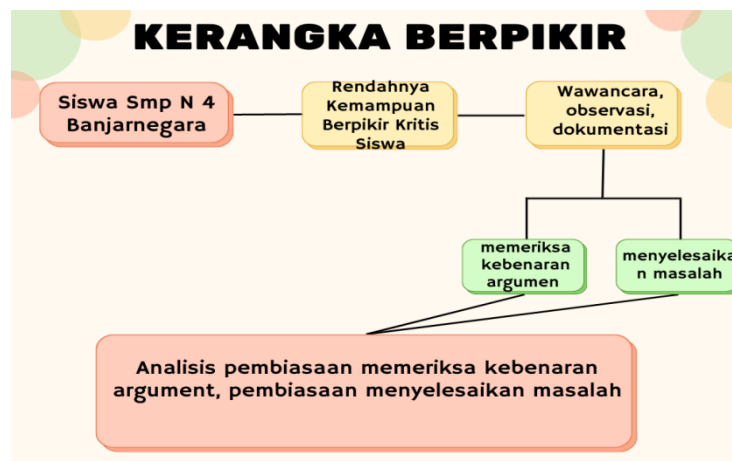 KERANGKA BERPIKIR
Siswa Smp N 4
Banjarnegara
Rendahnya
Kemampuan
Berpikir Kritis
Siswa
Wawancara,
observasi,
dokumentasi
memeriksa
kebenaran
argumen
menyelesaika
n masalah
Analisis pembiasaan memeriksa kebenaran
argument, pembiasaan menyelesaikan masalah